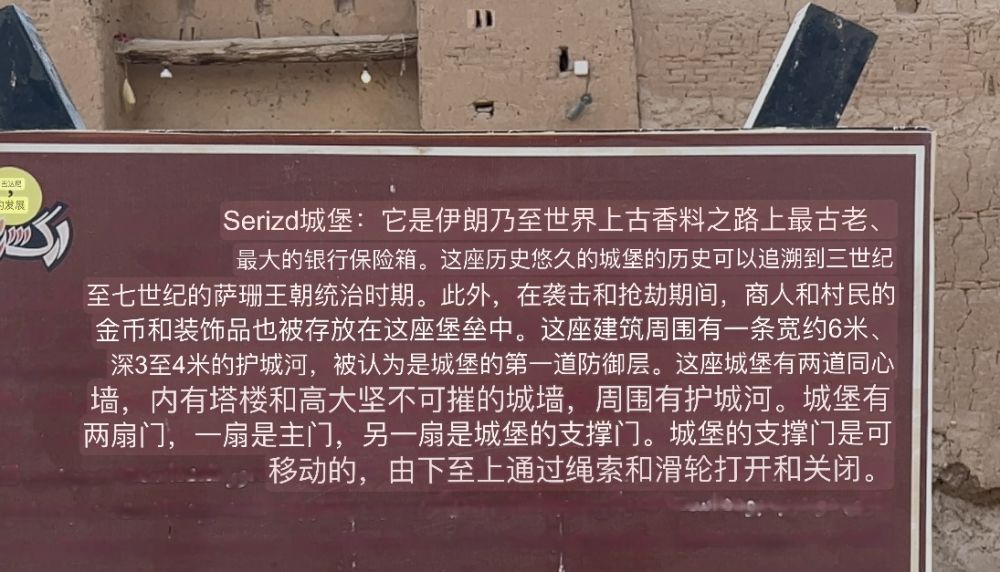 古达尼
的发展
Serizd城堡：它是伊朗乃至世界上古香料之路上最古老、
最大的银行保险箱。这座历史悠久的城堡的历史可以追溯到三世纪
至七世纪的萨珊王朝统治时期。此外，在袭击和抢劫期间，商人和村民的
金币和装饰品也被存放在这座堡垒中。这座建筑周围有一条宽约6米、
深3至4米的护城河，被认为是城堡的第一道防御层。这座城堡有两道同心
墙，内有塔楼和高大坚不可摧的城墙，周围有护城河。城堡有
两扇门，一扇是主门，另一扇是城堡的支撑门。城堡的支撑门是可
移动的，由下至上通过绳索和滑轮打开和关闭。